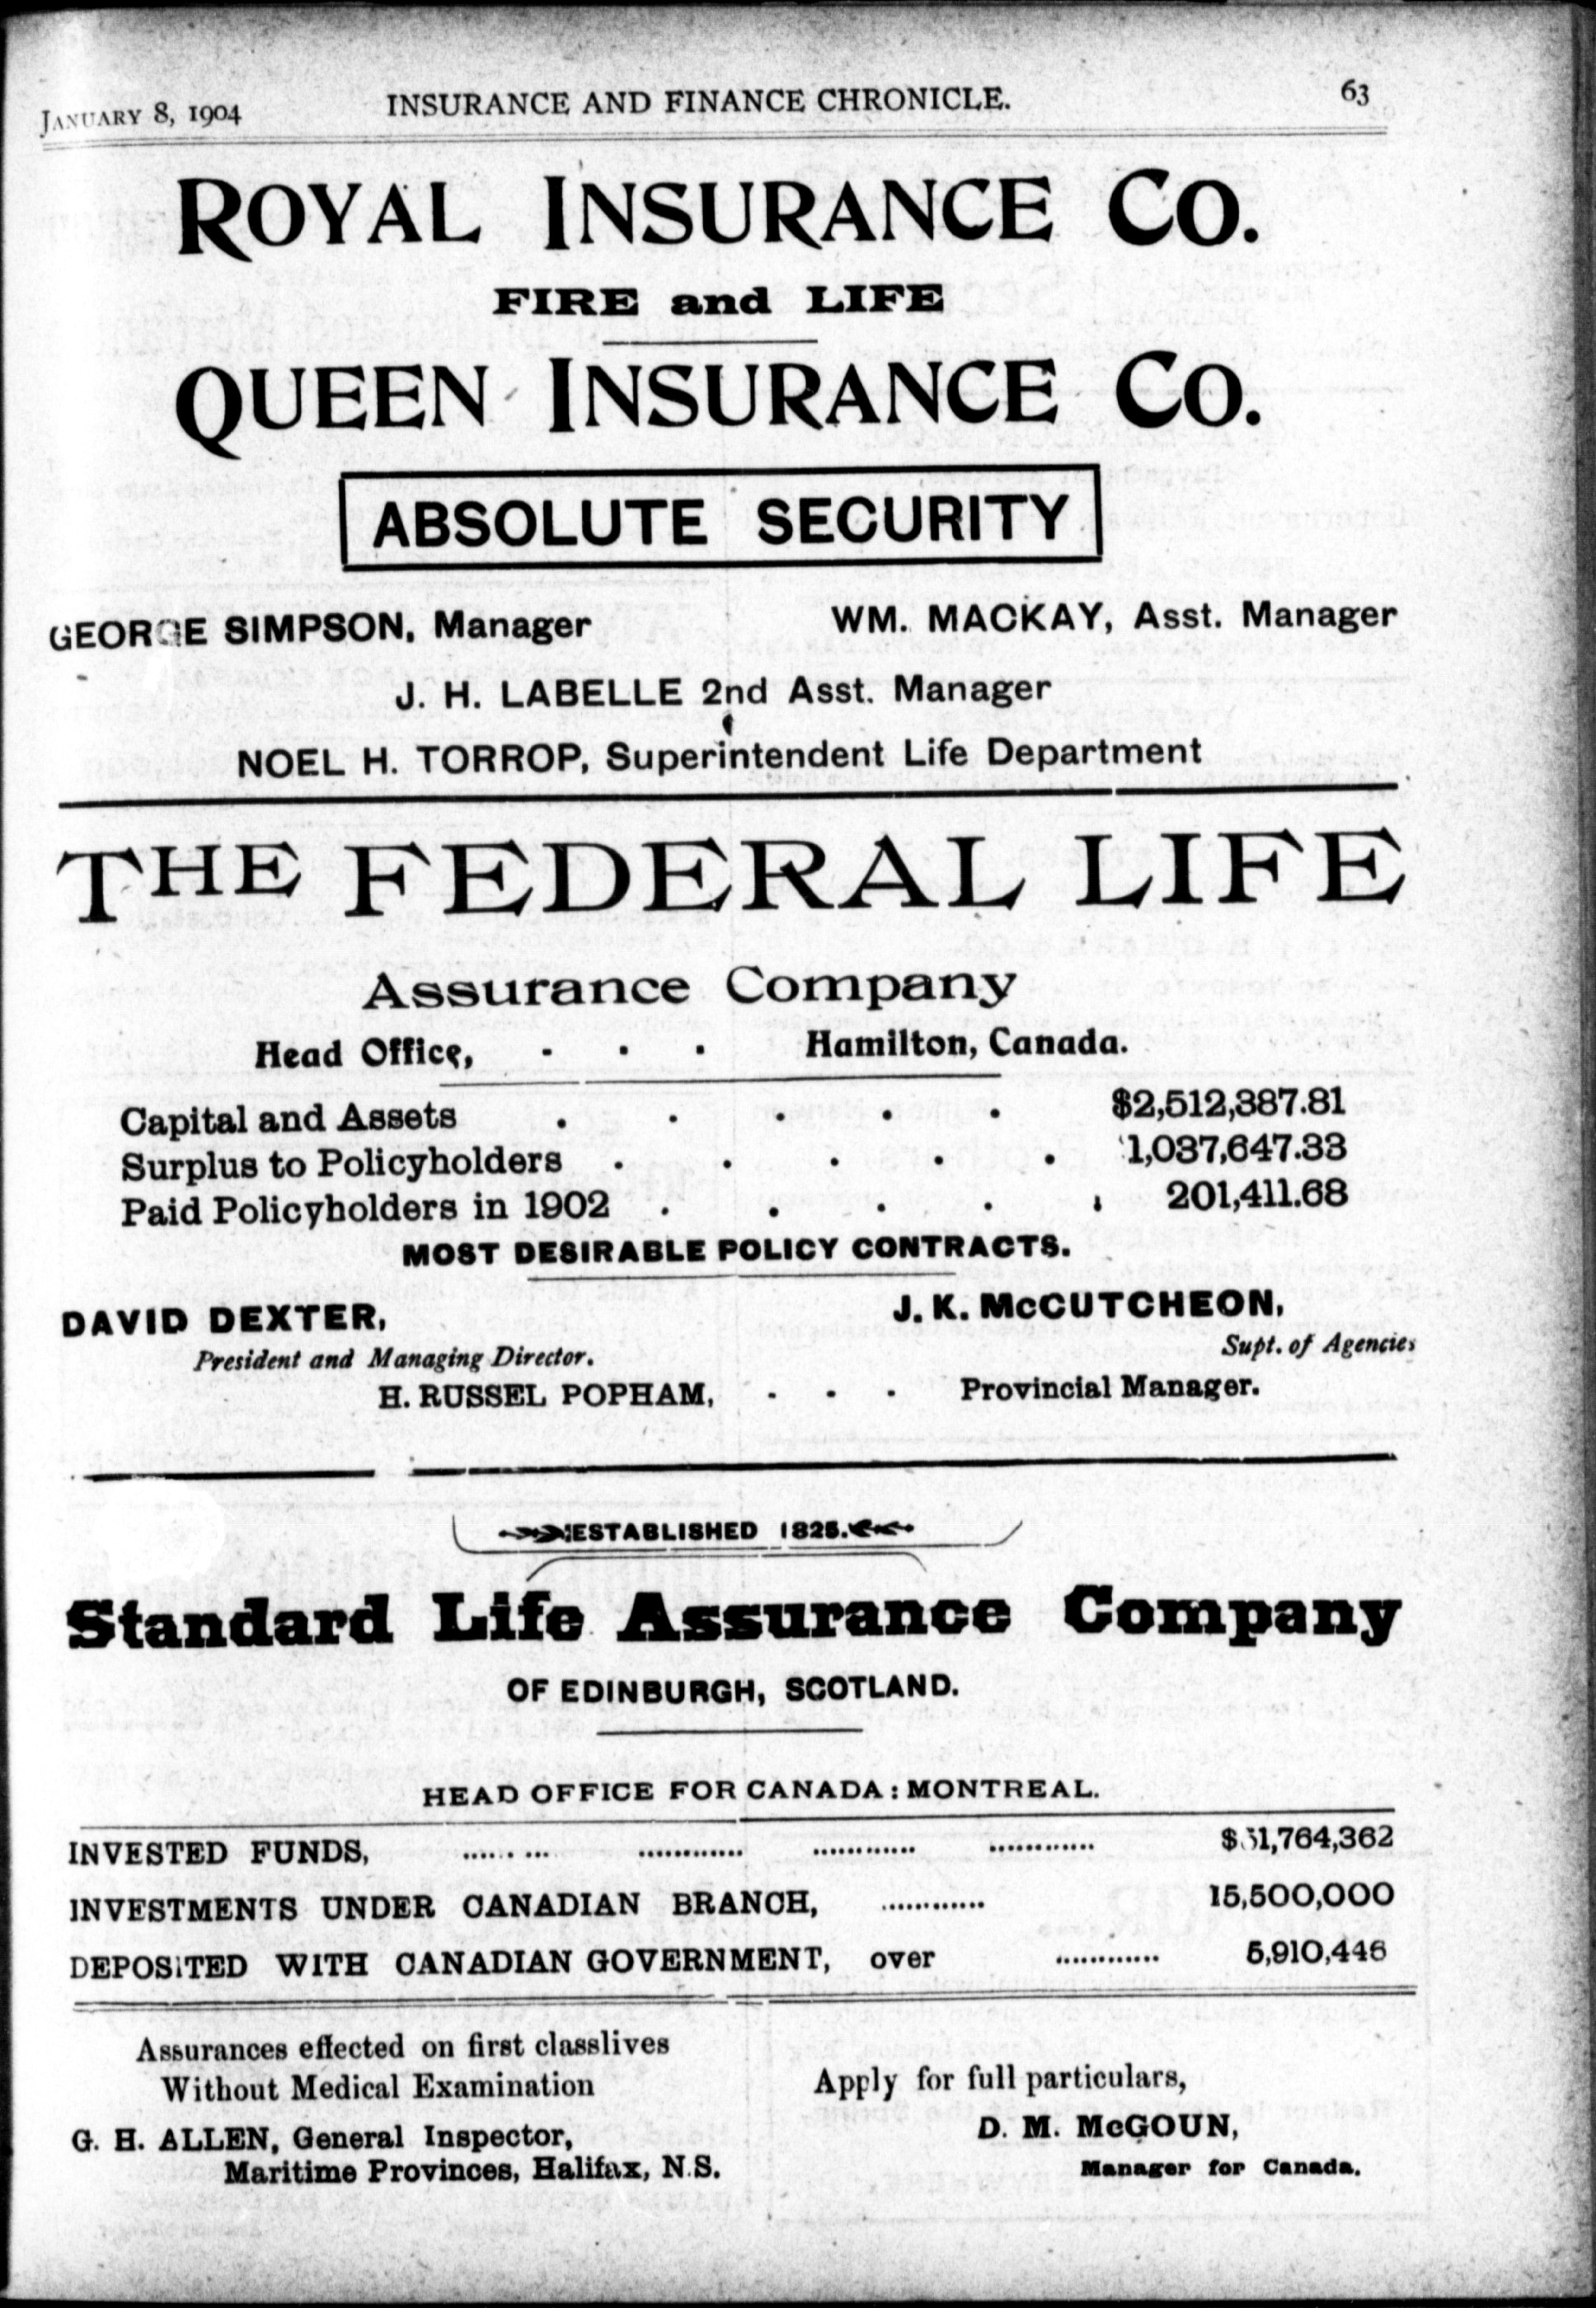 JANUARY 8, 1904 INSURANCE AND FINANCE CHRONICLE. 63
ROYAL INSURANCE CO.
FIRE and LIFE
QUEEN INSURANCE CO.
ABSOLUTE SECURITY
GEORGE SIMPSON, Manager WM. MACKAY, Asst. Manager
J. H. LABELLE 2nd Asst. Manager
NOEL H. TORROP, Superintendent Life Department
THE FEDERAL LIFE
Assurance Company
Head Office, - - - Hamilton, Canada.
Capital and Assets . . . . . $2,512,387.81
Surplus to Policyholders . . . . . 1,037,647.33
Paid Policyholders in 1902 . . . . . 201,411.68
MOST DESIRABLE POLICY CONTRACTS.
DAVID DEXTER, J. K. McCUTCHEON,
President and Managing Director. Supt. of Agencies
H. RUSSEL POPHAM, - - - Provincial Manager.
ESTABLISHED 1825.
Standard Life Assurance Company
OF EDINBURGH, SCOTLAND.
HEAD OFFICE FOR CANADA: MONTREAL.
INVESTED FUNDS, ......... ............ ............ ............
INVESTMENTS UNDER CANADIAN BRANCH, ............ 15,500,000
DEPOSITED WITH CANADIAN GOVERNMENT, over ............ 5,910,446
Assurances effected on first classlives
Without Medical Examination
Apply for full particulars,
G. H. ALLEN, General Inspector,
Maritime Provinces, Halifax, N.S.
D. M. McGOUN,
Manager for Canada.